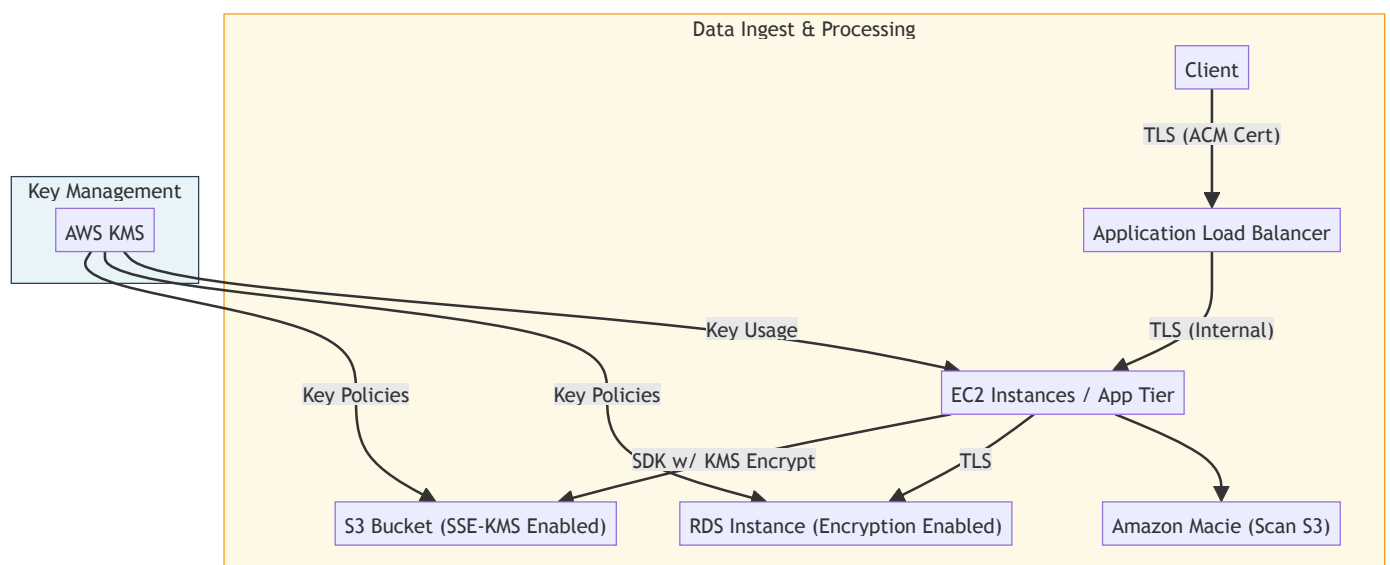 Data Ingest & Processing
Client
TLS (ACM Cert)
Key Management
AWS KMS
Application Load Balancer
Key Usage
TLS (Internal)
Key Policies
Key Policies
EC2 Instances / App Tier
SDK w/ KMS Encrypt
TLS
S3 Bucket (SSE-KMS Enabled)
RDS Instance (Encryption Enabled)
Amazon Macie (Scan S3)